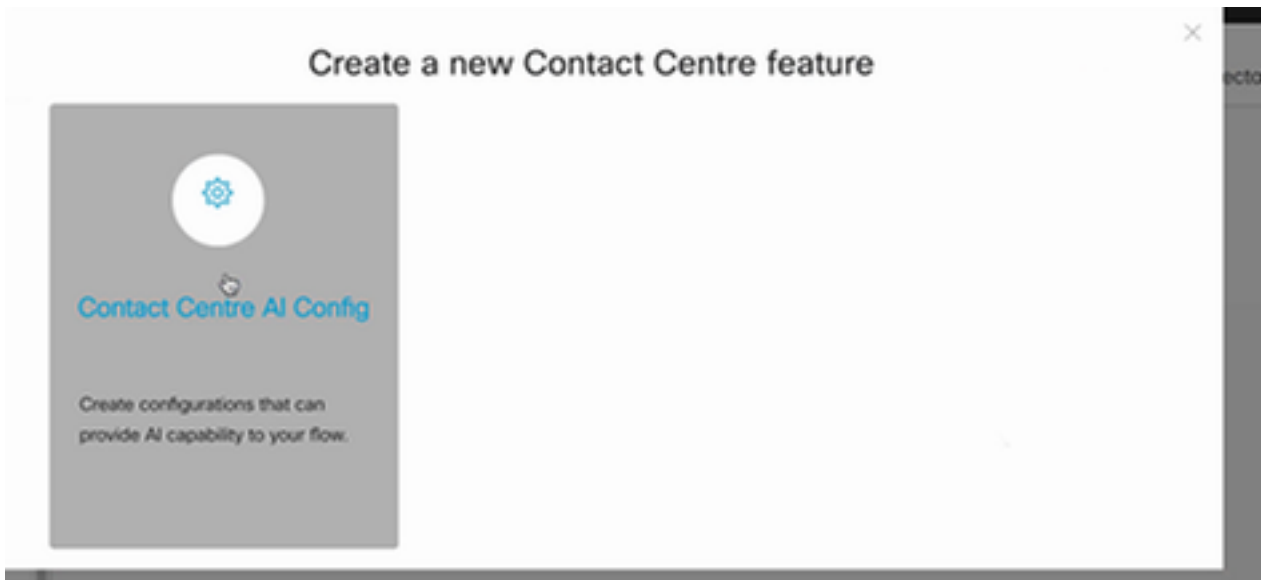 Create a new Contact Centre feature
Contact Centre AI Config
Create configurations that can
provide AI capability to your flow.